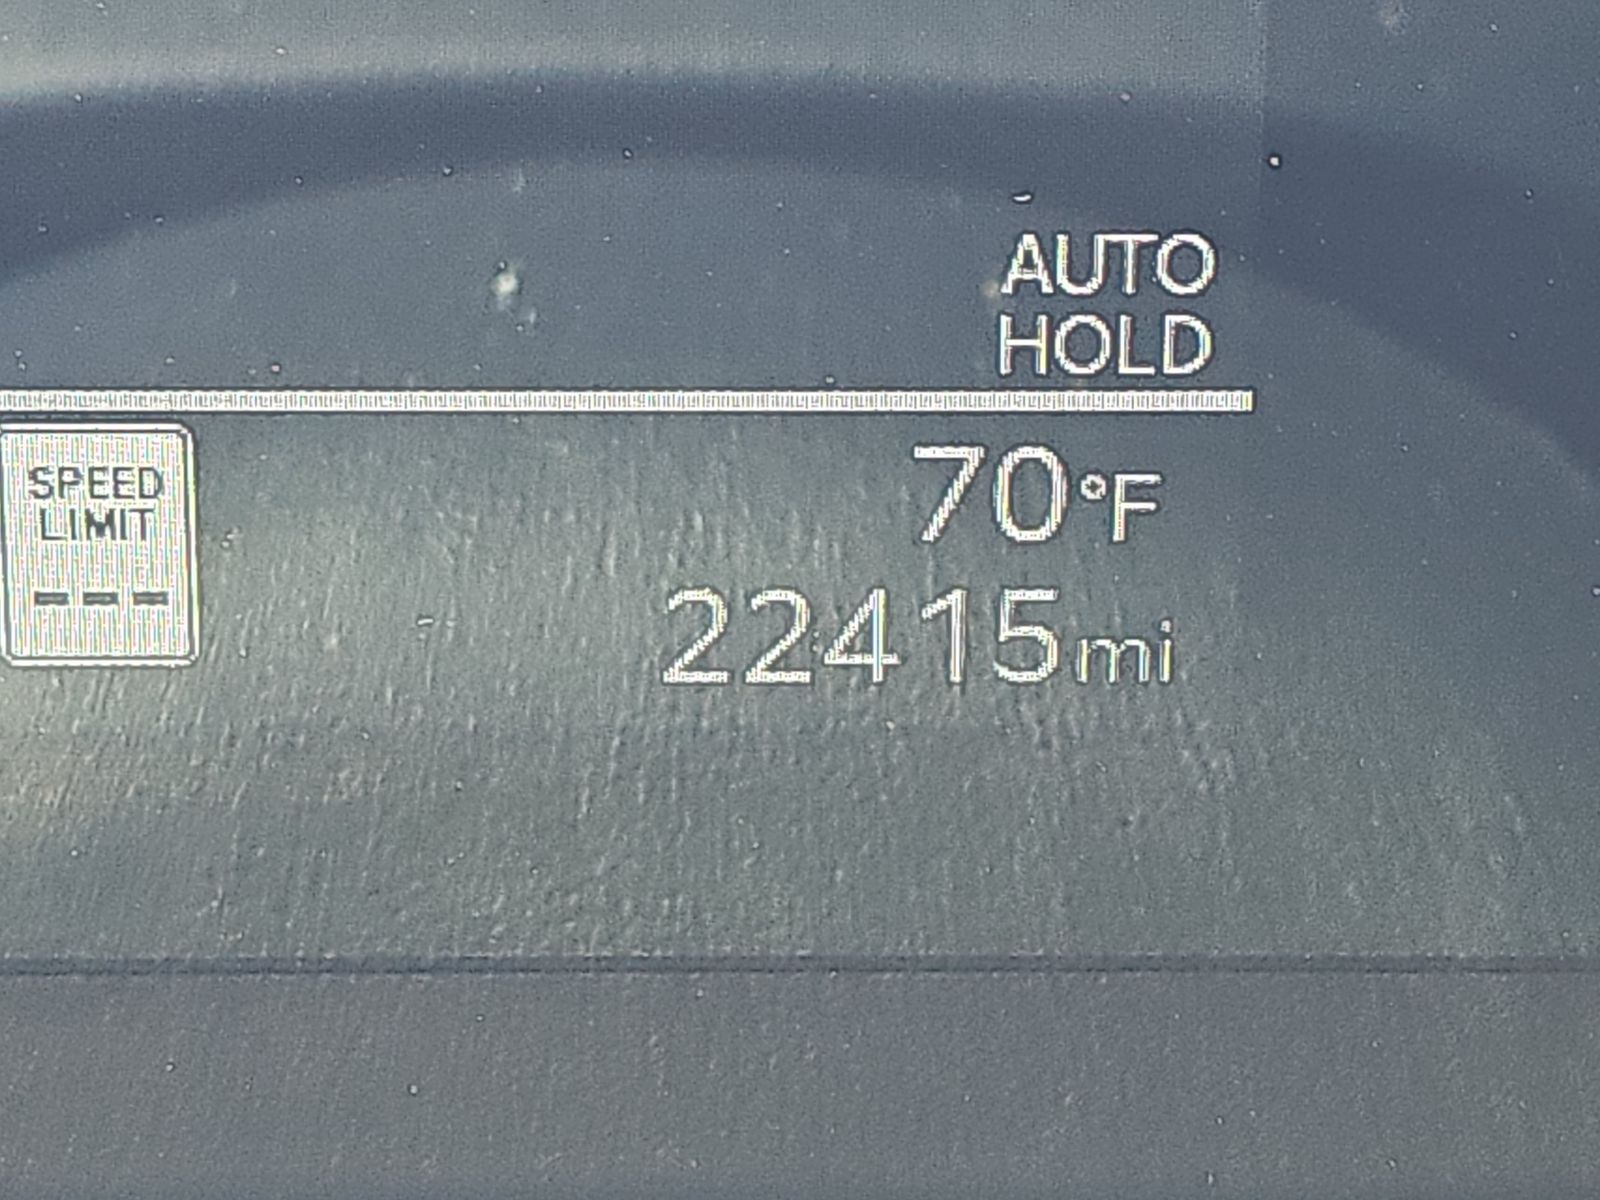 AUTO
HOLD
SPEED
LIMIT
---
70°F
22415mi